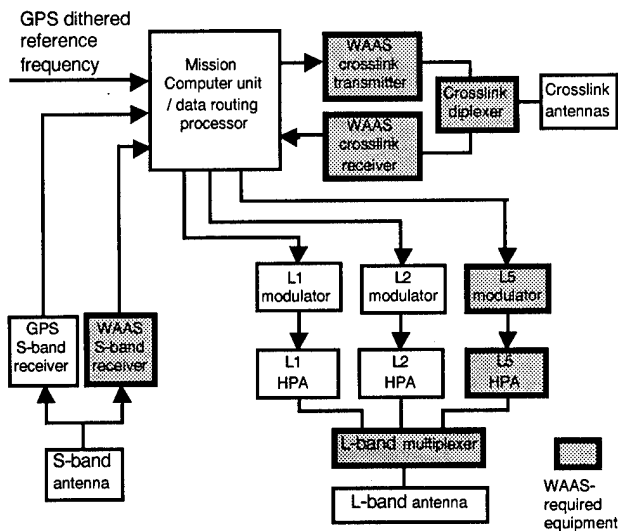 GPS dithered
reference
frequency
Mission
Computer unit
/ data routing
processor
WAAS
crosslink
transmitter
WAAS
crosslink
receiver
Crosslink
diplexer
Crosslink
antennas
L1
modulator
L2
modulator
L5
modulator
GPS
S-band
receiver
WAAS
S-band
receiver
L1
HPA
L2
HPA
L5
HPA
L-band multiplexer
S-band
antenna
L-band antenna
WAAS-
required
equipment